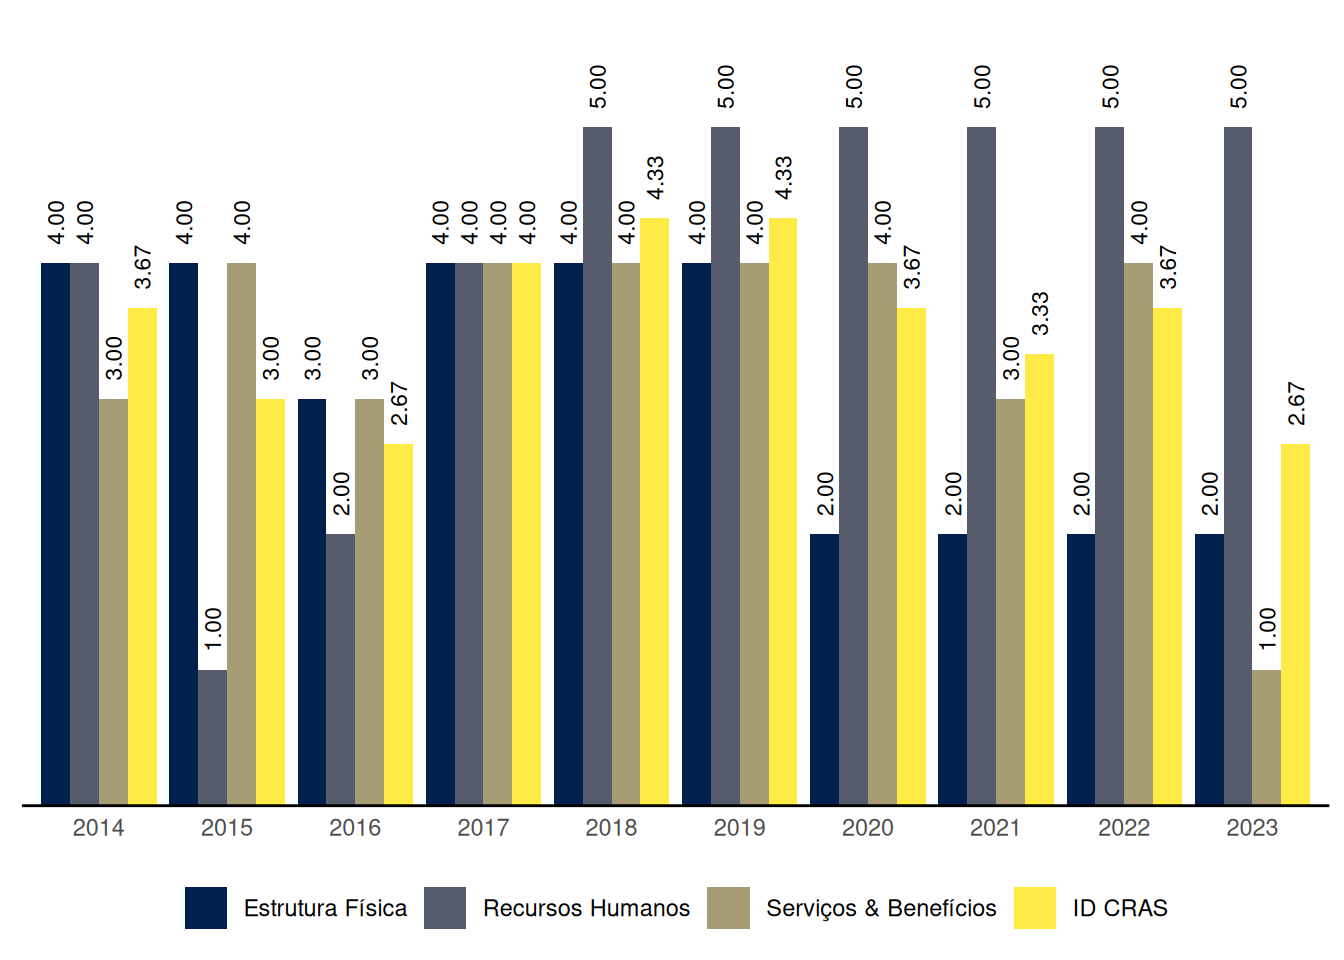 5.00 5.00 5.00 5.00 5.00 5.00
4.33 4.33
4.00 4.00 4.00 4.00 4.00 4.00 4.00 4.00 4.00 4.00 4.00 4.00 4.00 4.00
3.67 3.67 3.67
3.33
3.00 3.00 3.00 3.00 3.00
2.67 2.67
2.00 2.00 2.00 2.00 2.00
1.00 1.00
2014 2015 2016 2017 2018 2019 2020 2021 2022 2023
Estrutura Física Recursos Humanos Serviços & Benefícios ID CRAS